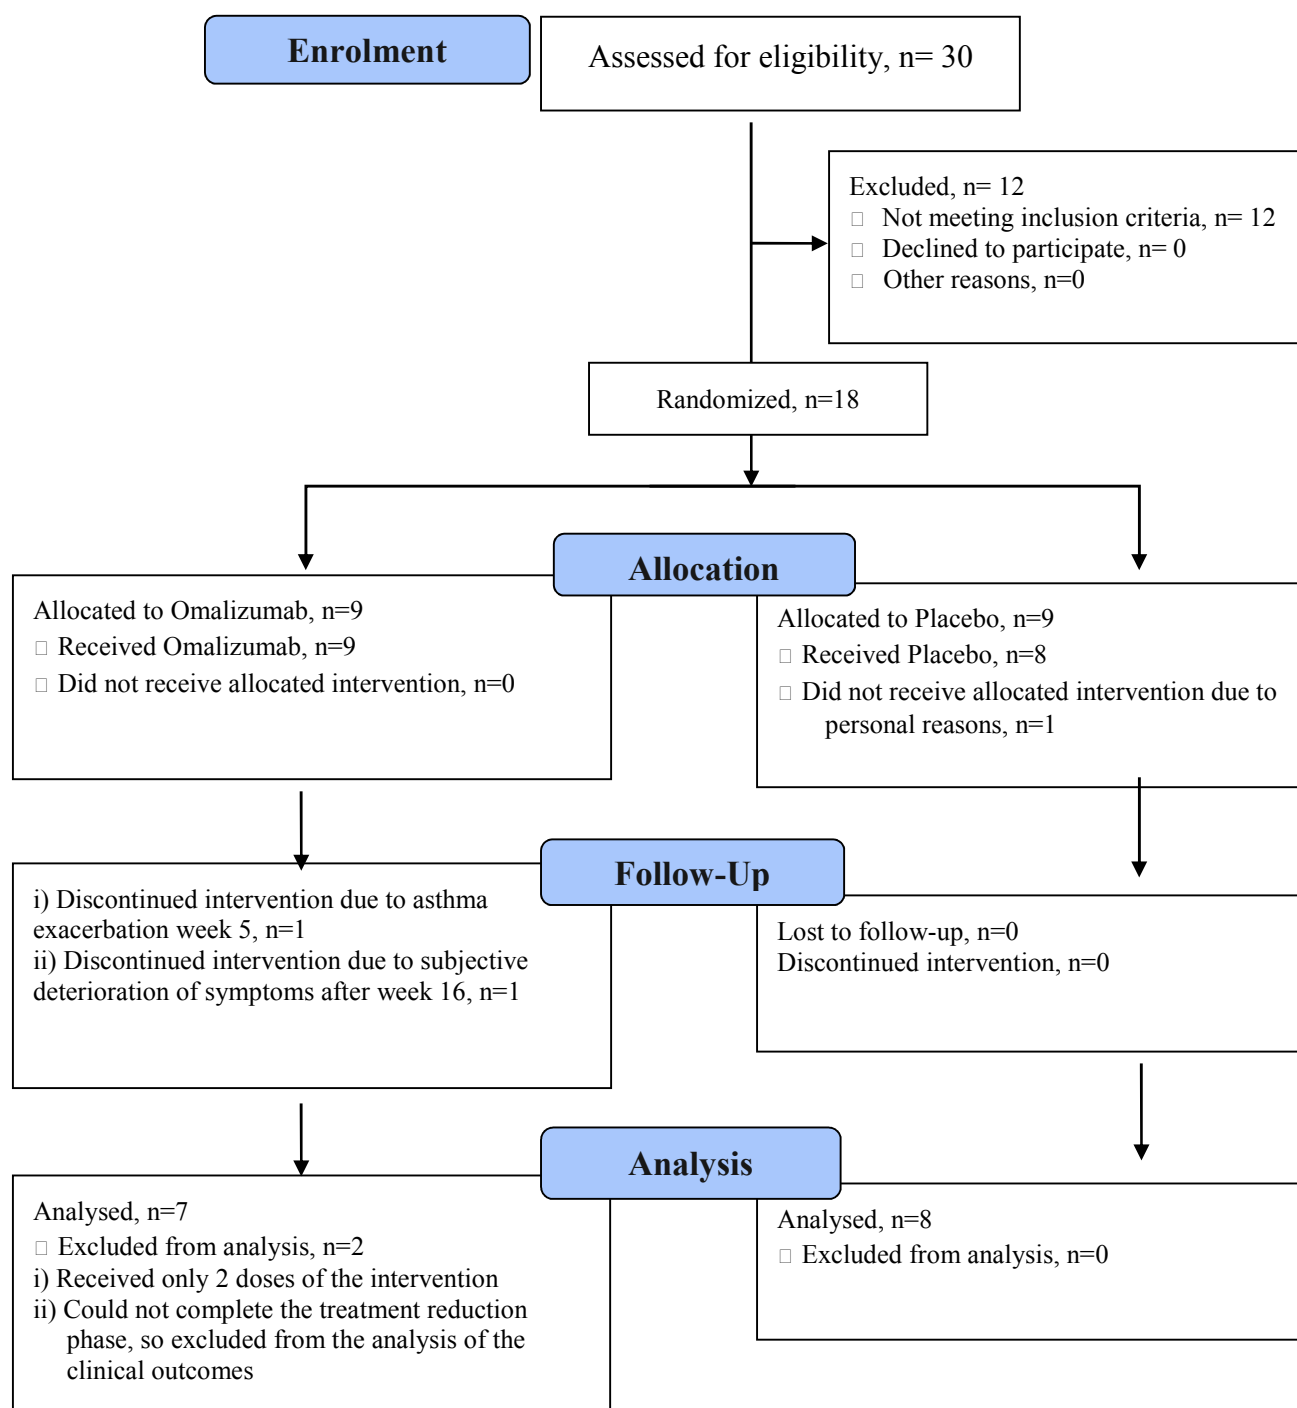 Enrolment
Assessed for eligibility, n= 30
Excluded, n= 12
□ Not meeting inclusion criteria, n= 12
□ Declined to participate, n= 0
□ Other reasons, n=0
Randomized, n=18
Allocation
Allocated to Omalizumab, n=9
□ Received Omalizumab, n=9
□ Did not receive allocated intervention, n=0
Allocated to Placebo, n=9
□ Received Placebo, n=8
□ Did not receive allocated intervention due to
personal reasons, n=1
Follow-Up
i) Discontinued intervention due to asthma
exacerbation week 5, n=1
ii) Discontinued intervention due to subjective
deterioration of symptoms after week 16, n=1
Lost to follow-up, n=0
Discontinued intervention, n=0
Analysis
Analysed, n=7
□ Excluded from analysis, n=2
i) Received only 2 doses of the intervention
ii) Could not complete the treatment reduction
phase, so excluded from the analysis of the
clinical outcomes
Analysed, n=8
□ Excluded from analysis, n=0